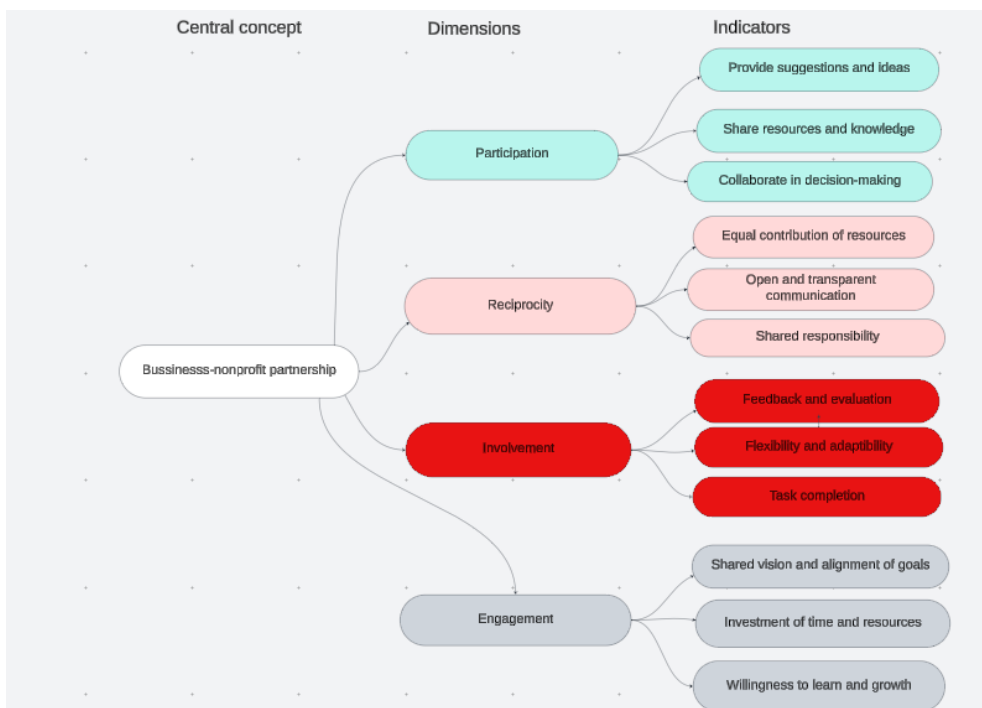 Central concept
Dimensions
Indicators
Provide suggestions and ideas
Participation
Share resources and knowledge
Collaborate in decision-making
Equal contribution of resources
Reciprocity
Open and transparent
communication
Shared responsibility
Bussinesss-nonprofit partnership
Feedback and evaluation
Involvement
Flexibility and adaptibility
Task completion
Shared vision and alignment of goals
Engagement
Investment of time and resources
Willingness to learn and growth